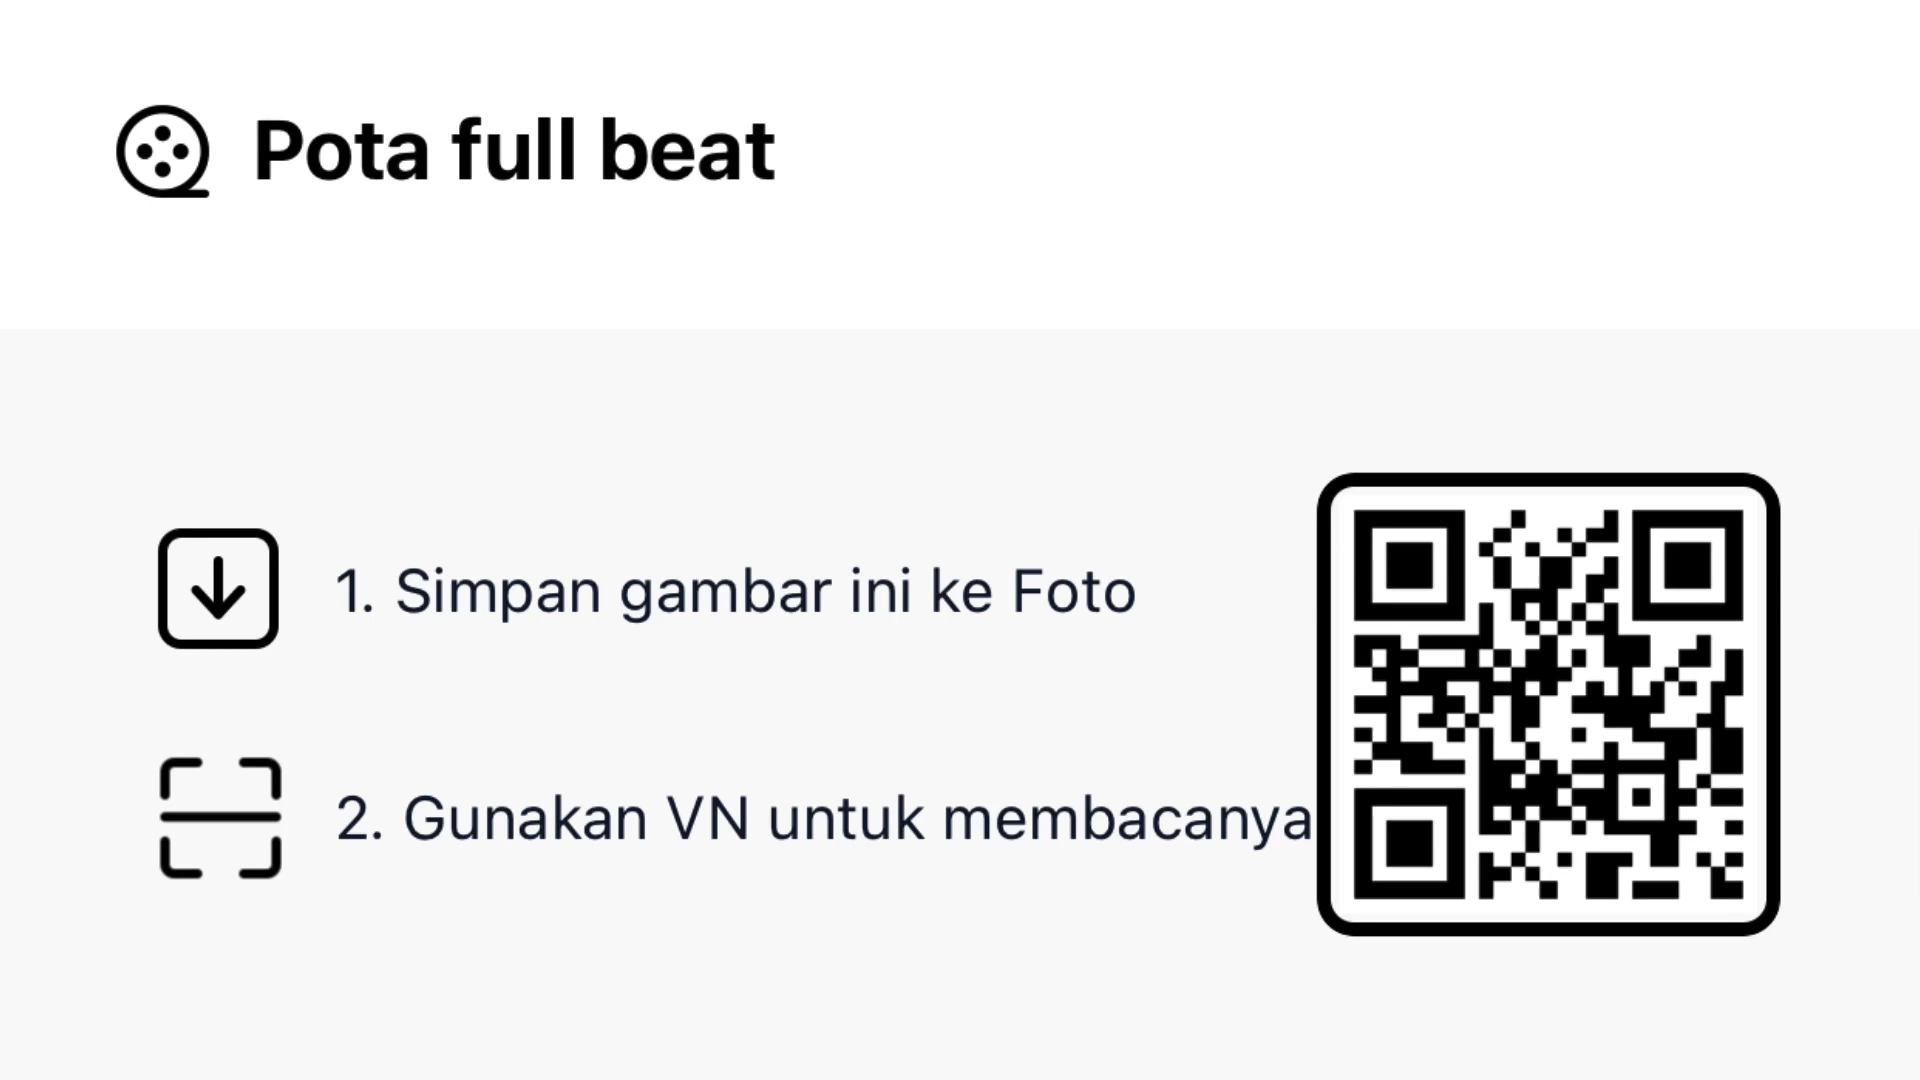 Pota full beat
1. Simpan gambar ini ke Foto
2. Gunakan VN untuk membacanya